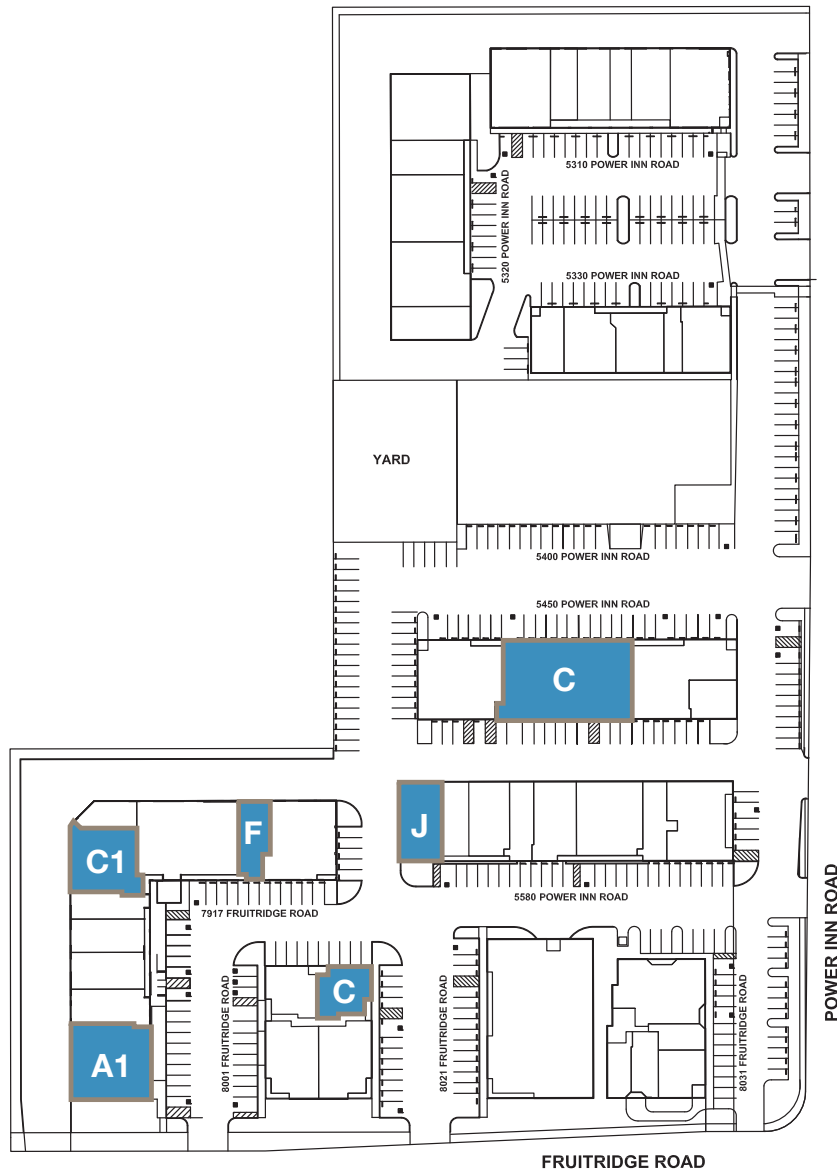 5310 POWER INN ROAD
5320 POWER INN ROAD
5330 POWER INN ROAD
YARD
5400 POWER INN ROAD
5450 POWER INN ROAD
C
J
F
C1
5580 POWER INN ROAD
7917 FRUITRIDGE ROAD
C
A1
8001 FRUITRIDGE ROAD
8021 FRUITRIDGE ROAD
8031 FRUITRIDGE ROAD
POWER INN ROAD
FRUITRIDGE ROAD